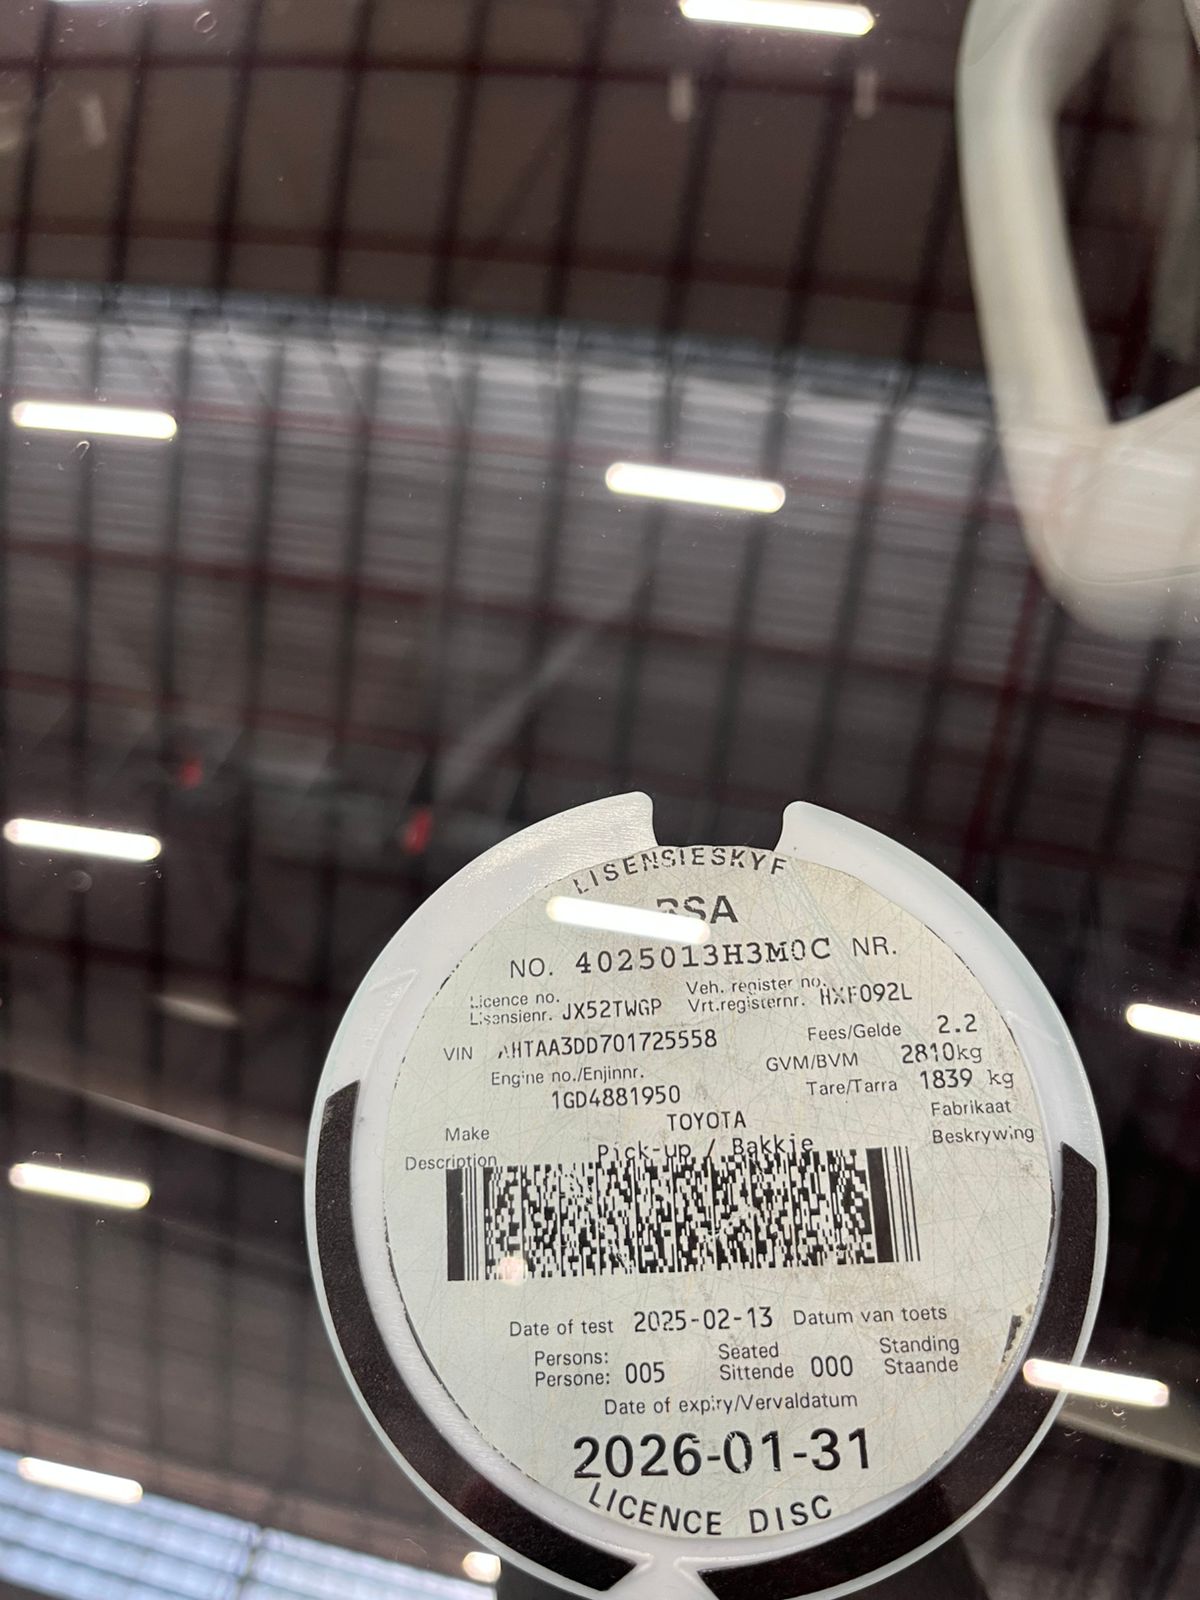 LISENSIESKYF
RSA
NO. 4025013H3M0C NR.
Licence no. Veh. register no.
Lisensienr. JX52TWGP Vrt.registernr. HXF092L
VIN AHTAA3DD701725558 Fees/Gelde 2.2
Engine no./Enjinnr. GVM/BVM 2810kg
1GD4881950 Tare/Tarra 1839 kg
Make TOYOTA Fabrikaat
Description Pick-up / Bakkie Beskrywing
Date of test 2025-02-13 Datum van toets
Persons: Seated Standing
Persone: 005 Sittende 000 Staande
Date of expiry/Vervaldatum
2026-01-31
LICENCE DISC